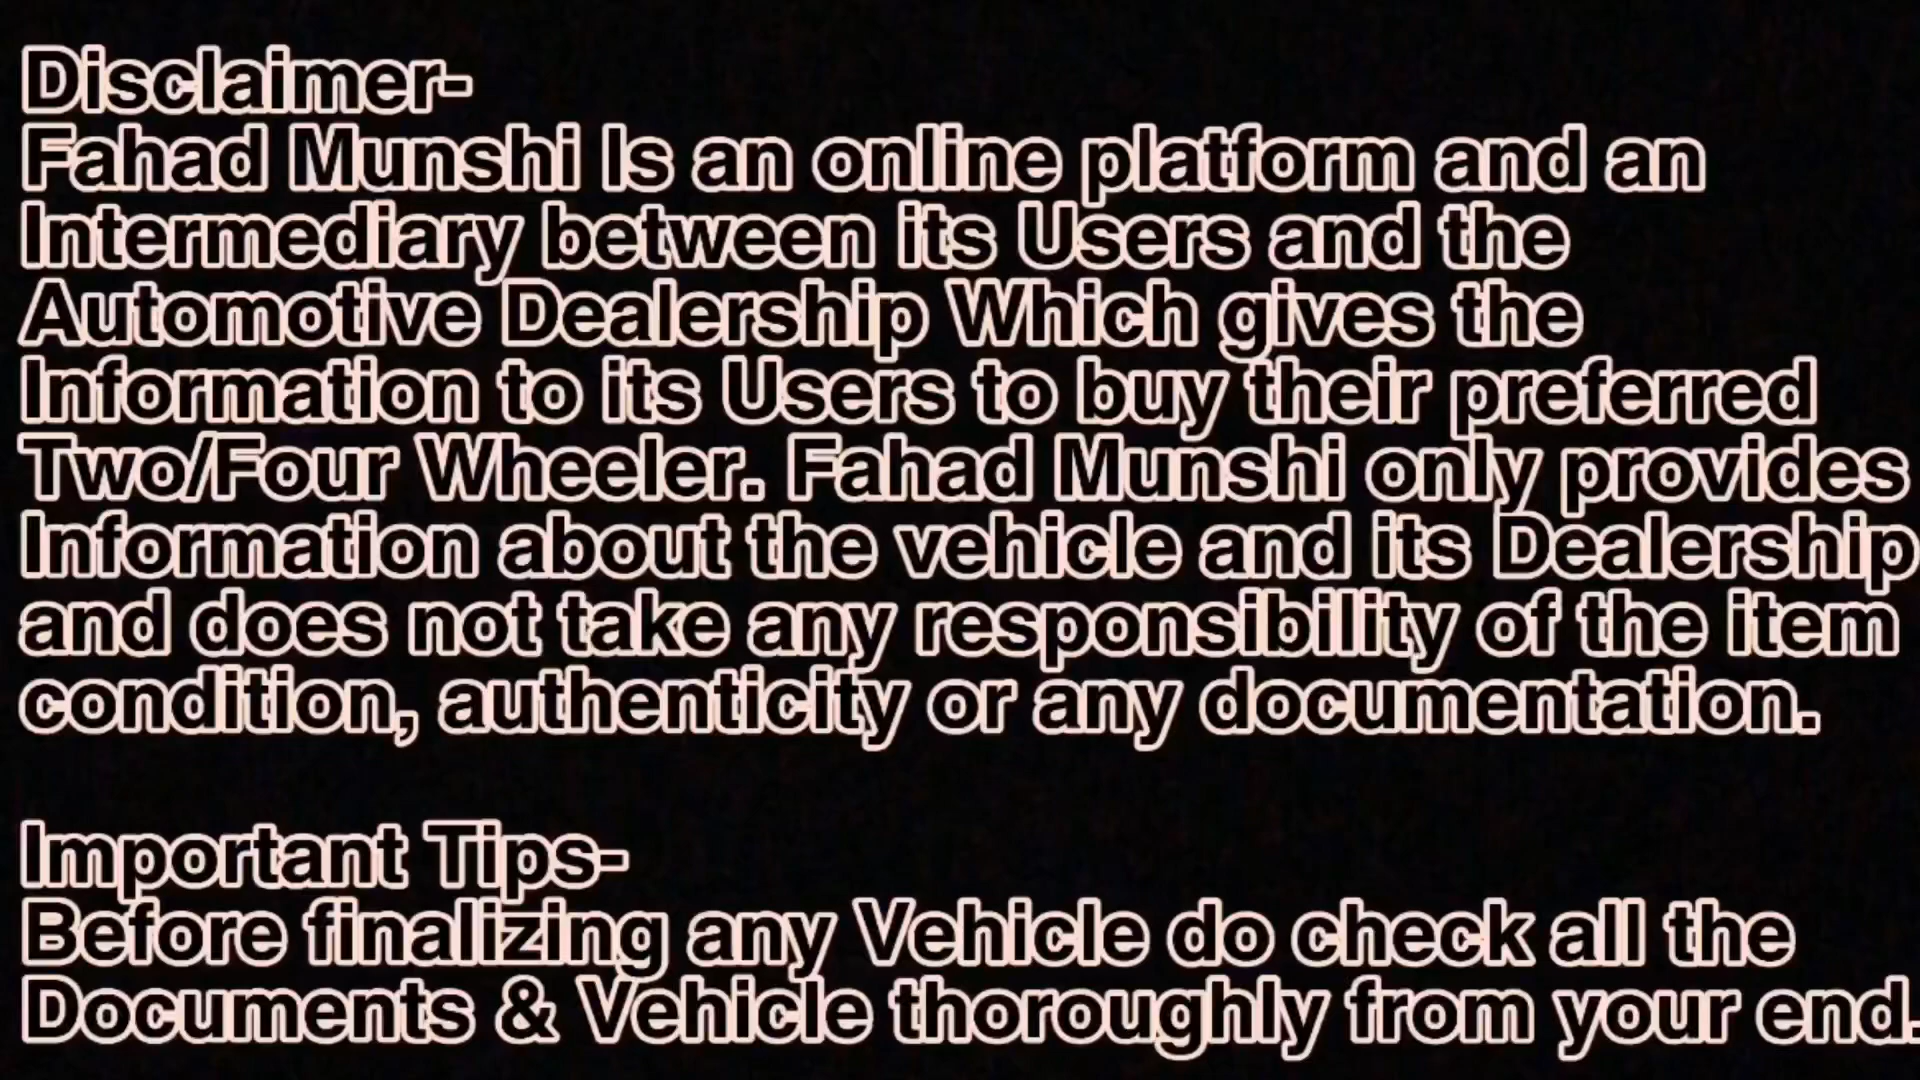 Disclaimer-
Fahad Munshi Is an online platform and an
Intermediary between its Users and the
Automotive Dealership Which gives the
Information to its Users to buy their preferred
Two/Four Wheeler. Fahad Munshi only provides
Information about the vehicle and its Dealership
and does not take any responsibility of the item
condition, authenticity or any documentation.

Important Tips-
Before finalizing any Vehicle do check all the
Documents & Vehicle thoroughly from your end.